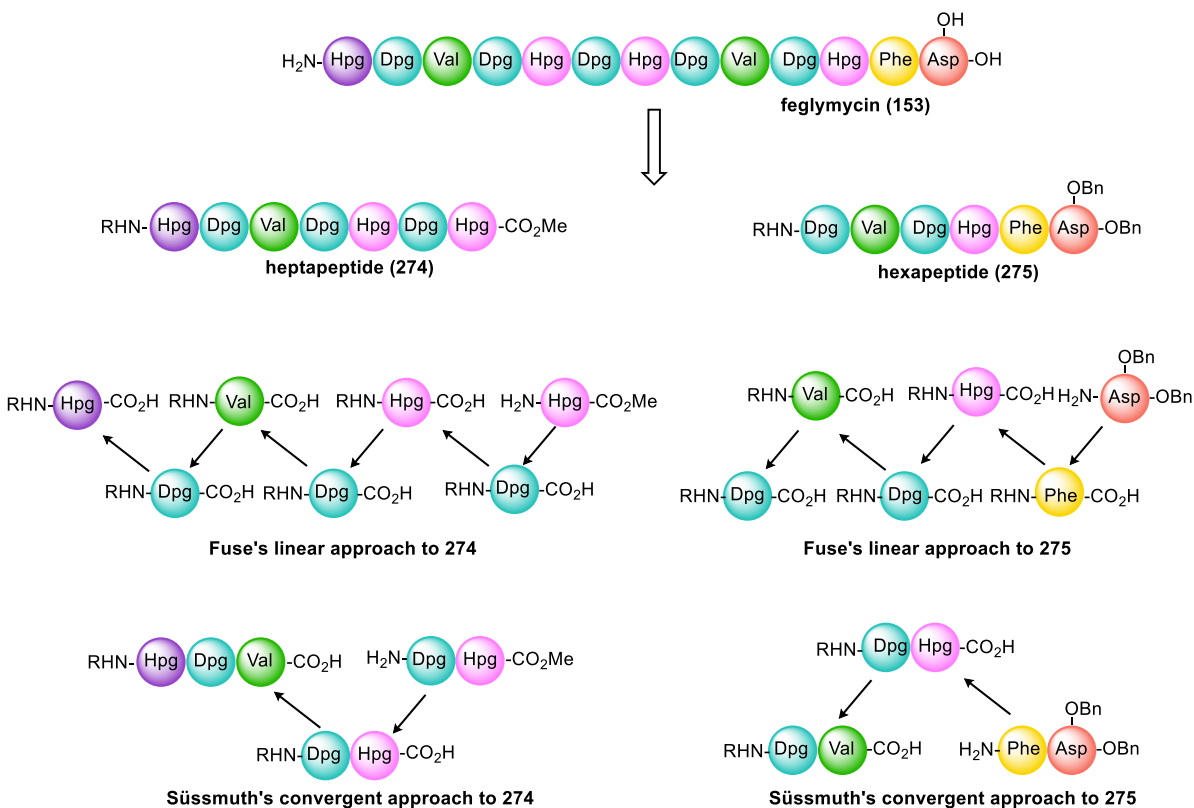 OH
H₂N-Hpg Dpg Val Dpg Hpg Dpg Hpg Dpg Val Dpg Hpg Phe Asp-OH
feglymycin (153)
RHN-Hpg Dpg Val Dpg Hpg Dpg Hpg-CO₂Me
heptapeptide (274)
OBn
RHN-Dpg Val Dpg Hpg Phe Asp-OBn
hexapeptide (275)
RHN-Hpg-CO₂H RHN-Val-CO₂H RHN-Hpg-CO₂H H₂N-Hpg-CO₂Me
RHN-Dpg-CO₂H RHN-Dpg-CO₂H RHN-Dpg-CO₂H
Fuse's linear approach to 274
OBn
RHN-Val-CO₂H RHN-Hpg-CO₂H H₂N-Asp-OBn
RHN-Dpg-CO₂H RHN-Dpg-CO₂H RHN-Phe-CO₂H
Fuse's linear approach to 275
RHN-Hpg Dpg Val-CO₂H H₂N-Dpg Hpg-CO₂Me
RHN-Dpg Hpg-CO₂H
Süssmuth's convergent approach to 274
RHN-Dpg Hpg-CO₂H
OBn
RHN-Dpg Val-CO₂H H₂N-Phe Asp-OBn
Süssmuth's convergent approach to 275